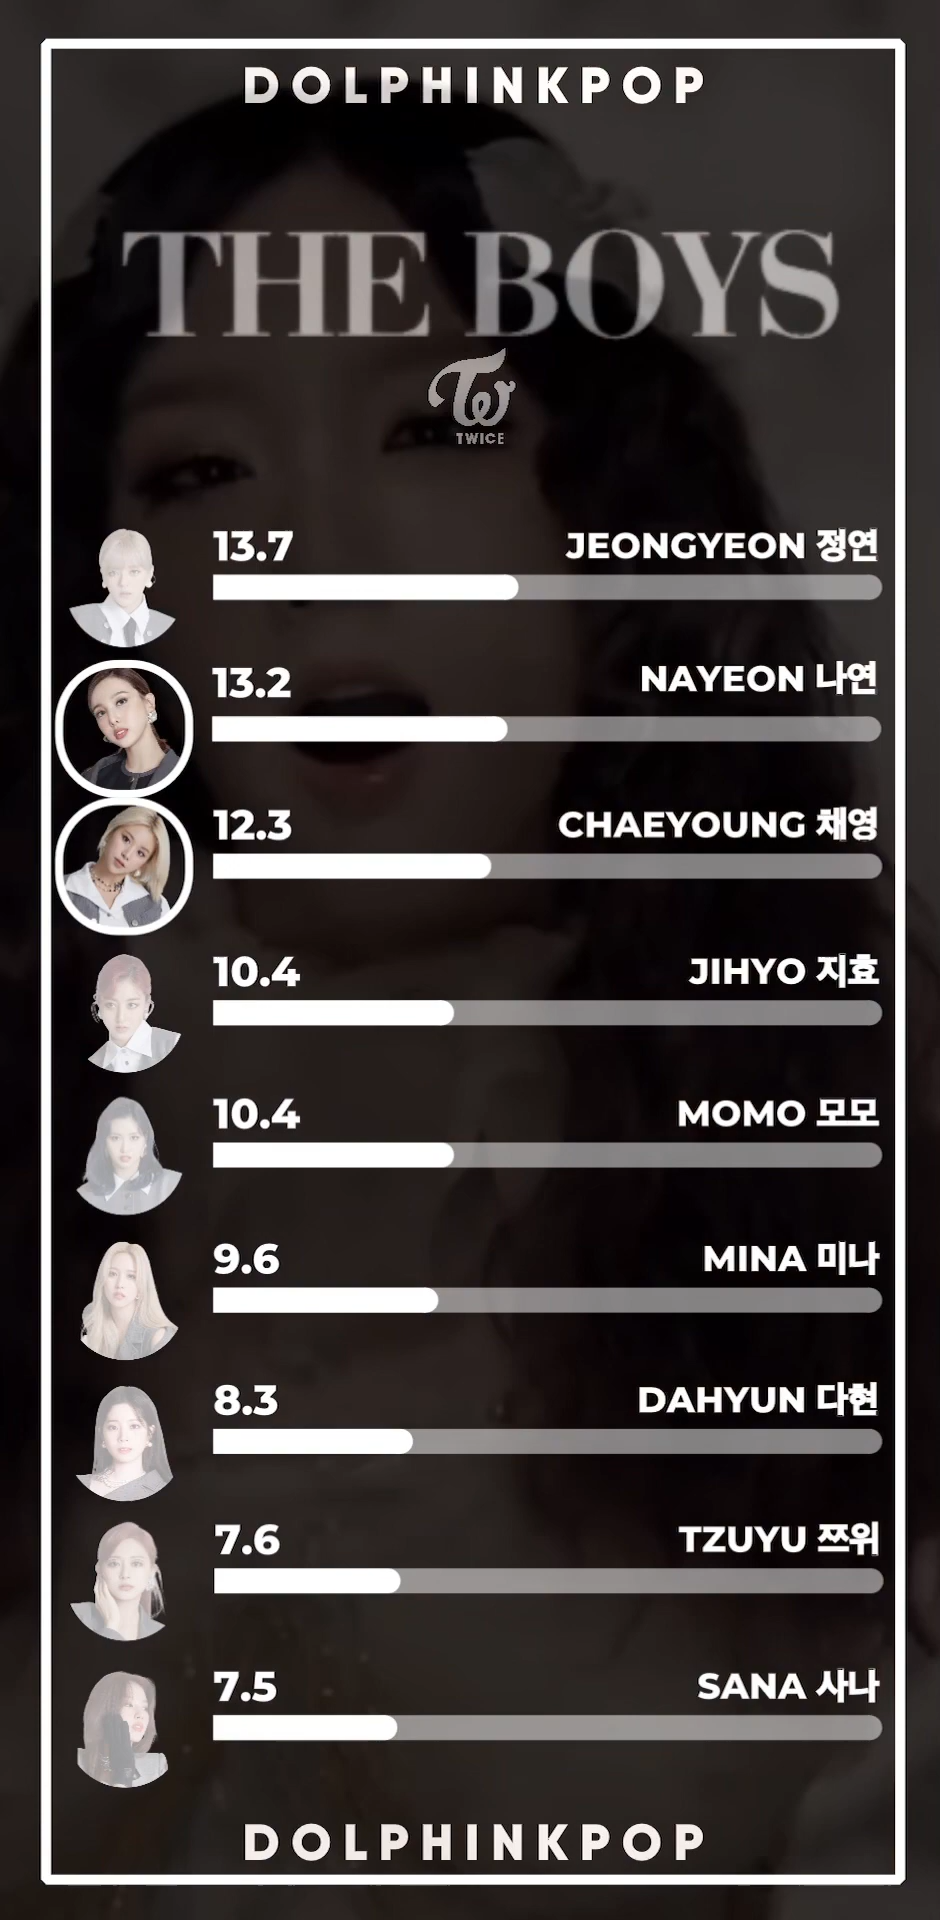 DOLPHINKPOP
THE BOYS
TWICE
13.7 JEONGYEON 정연
13.2 NAYEON 나연
12.3 CHAEYOUNG 채영
10.4 JIHYO 지효
10.4 MOMO 모모
9.6 MINA 미나
8.3 DAHYUN 다현
7.6 TZUYU 쯔위
7.5 SANA 사나
DOLPHINKPOP